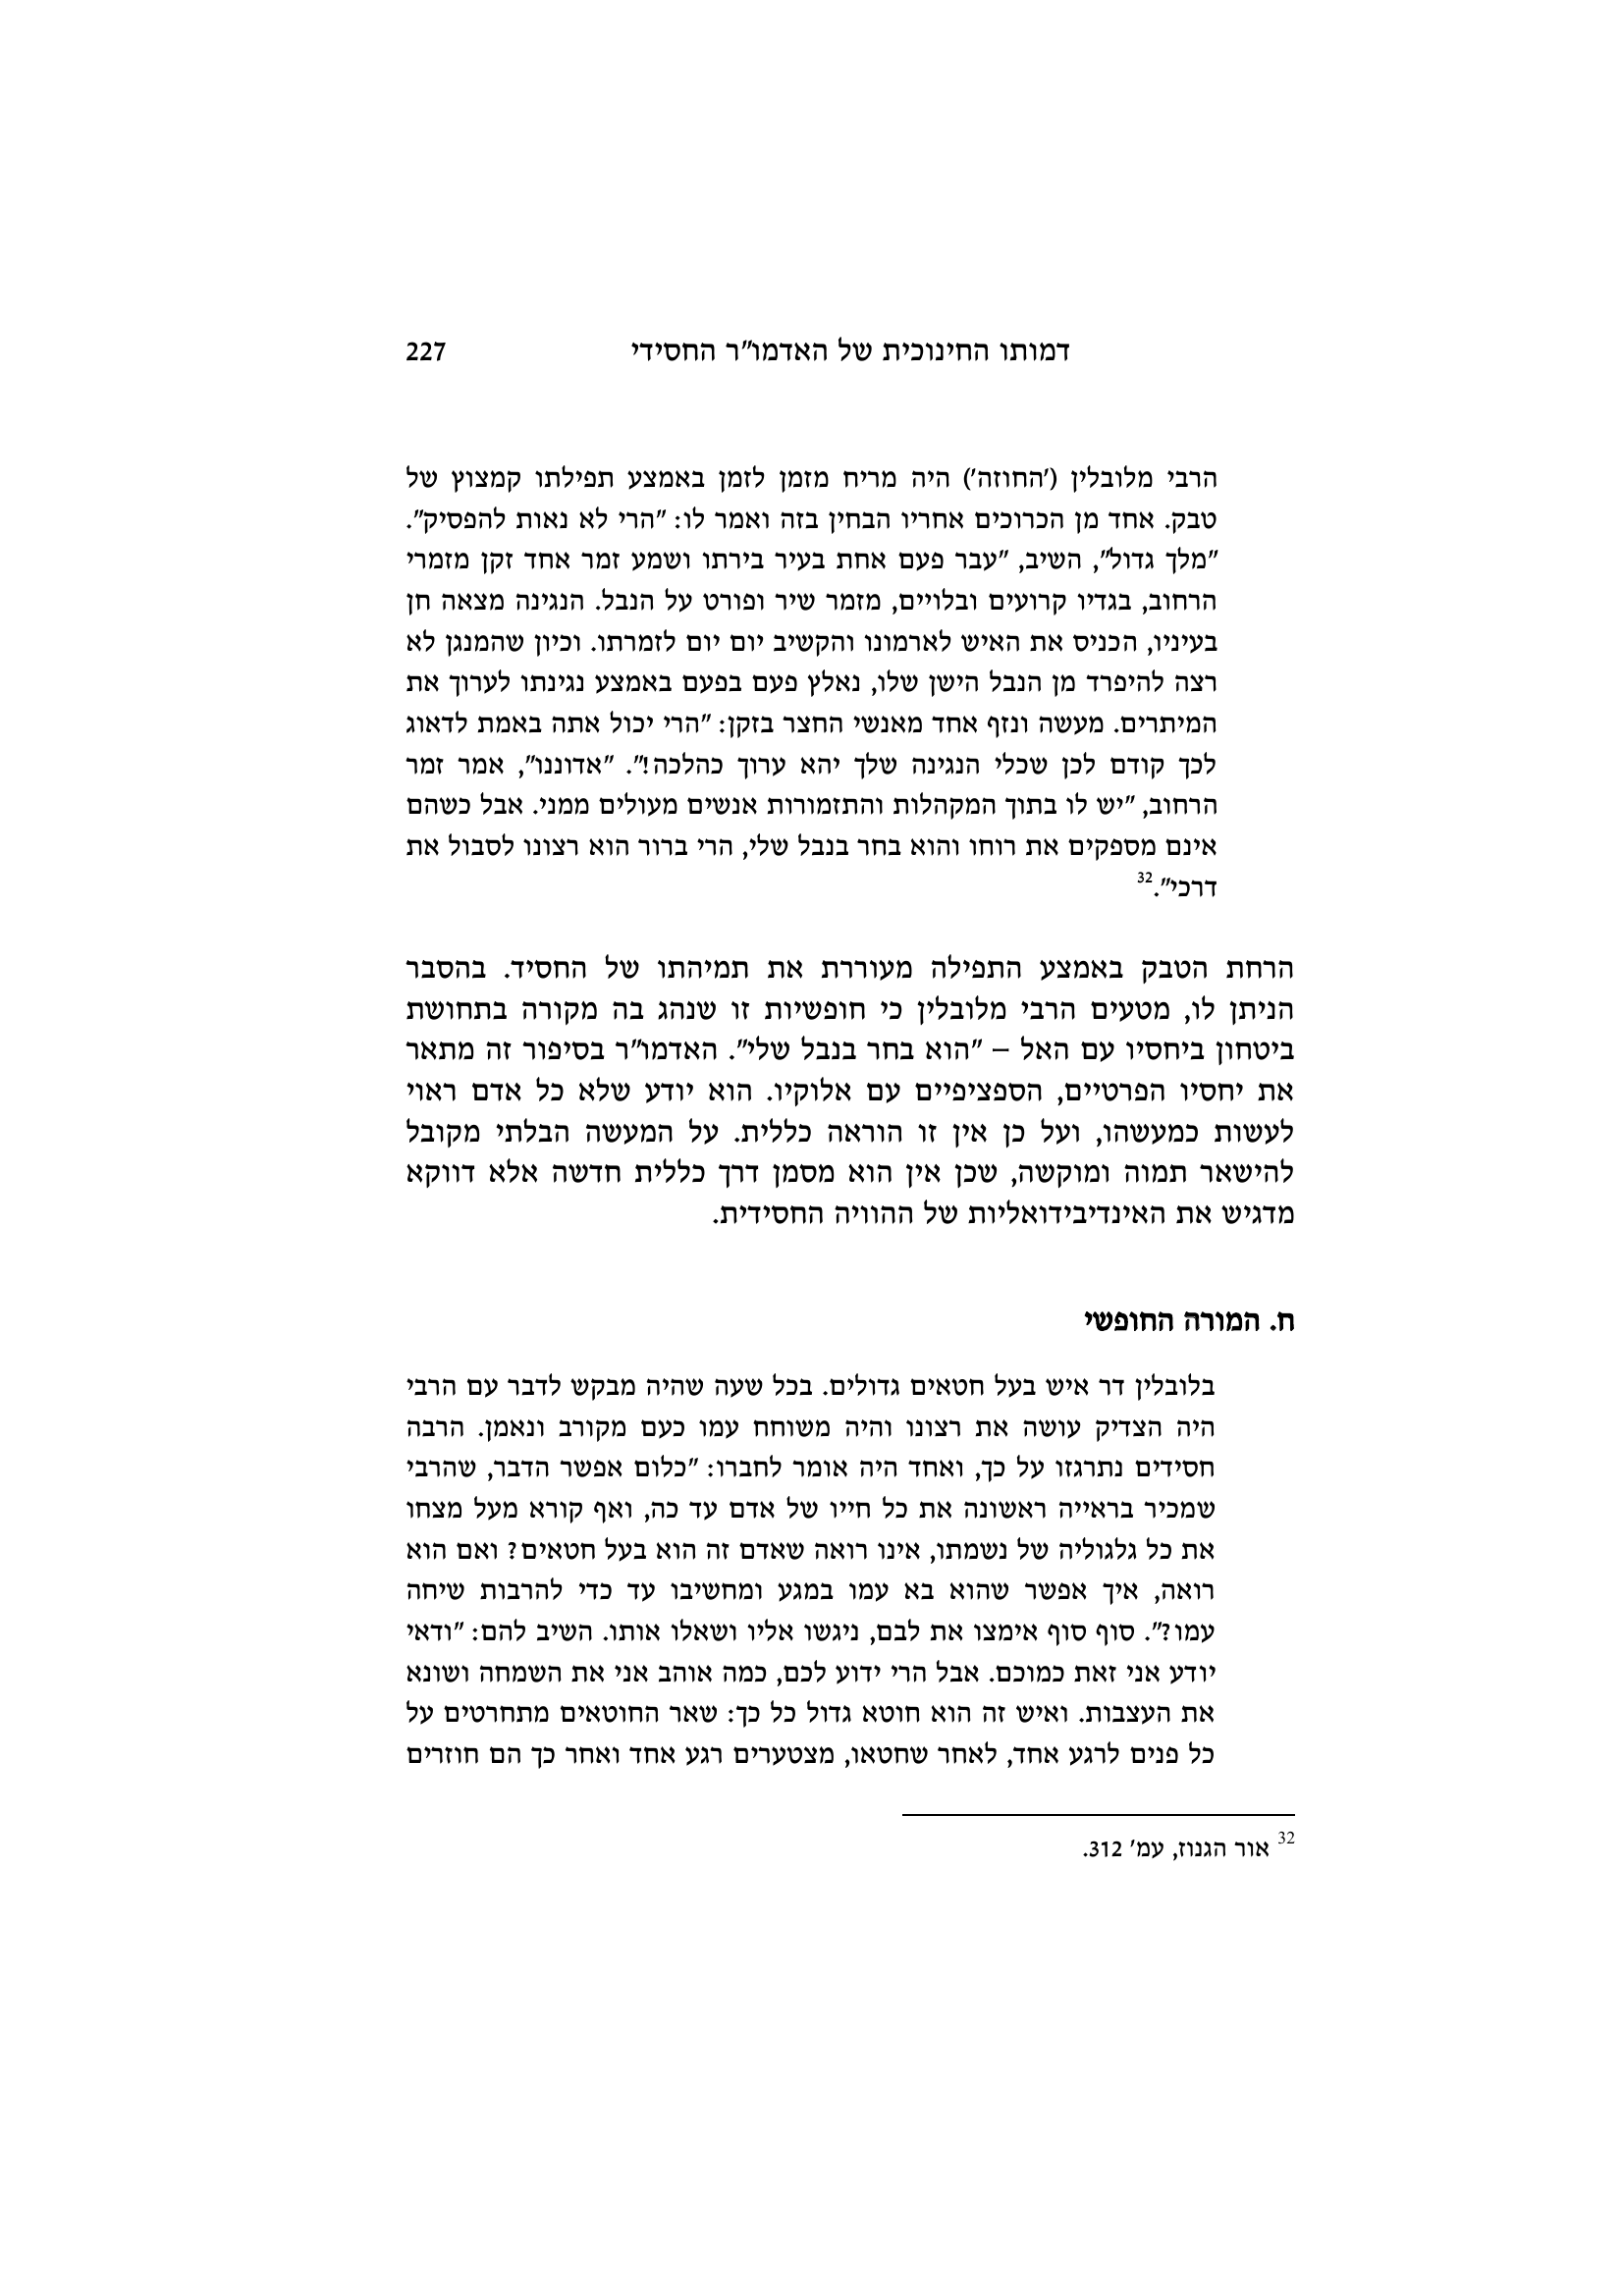 דמותו החינוכית של האדמו"ר החסידי 227
הרבי מלובלין ('החוזה') היה מריח מזמן לזמן באמצע תפילתו קמצוץ של
טבק. אחד מן הכרוכים אחריו הבחין בזה ואמר לו: "הרי לא נאות להפסיק".
"מלך גדול", השיב, "עבר פעם אחת בעיר בירתו ושמע זמר אחד זקן מזמרי
הרחוב, בגדיו קרועים ובלויים, מזמר שיר ופורט על הנבל. הנגינה מצאה חן
בעיניו, הכניס את האיש לארמונו והקשיב יום יום לזמרתו. וכיון שהמנגן לא
רצה להיפרד מן הנבל הישן שלו, נאלץ פעם בפעם באמצע נגינתו לערוך את
המיתרים. מעשה ונזף אחד מאנשי החצר בזקן: "הרי יכול אתה באמת לדאוג
לכך קודם לכן שכלי הנגינה שלך יהא ערוך כהלכה!". "אדוננו", אמר זמר
הרחוב, "יש לו בתוך המקהלות והתזמורות אנשים מעולים ממני. אבל כשהם
אינם מספקים את רוחו והוא בחר בנבל שלי, הרי ברור הוא רצונו לסבול את
דרכי".32
הרחת הטבק באמצע התפילה מעוררת את תמיהתו של החסיד. בהסבר
הניתן לו, מטעים הרבי מלובלין כי חופשיות זו שנהג בה מקורה בתחושת
ביטחון ביחסיו עם האל – "הוא בחר בנבל שלי". האדמו"ר בסיפור זה מתאר
את יחסיו הפרטיים, הספציפיים עם אלוקיו. הוא יודע שלא כל אדם ראוי
לעשות כמעשהו, ועל כן אין זו הוראה כללית. על המעשה הבלתי מקובל
להישאר תמוה ומוקשה, שכן אין הוא מסמן דרך כללית חדשה אלא דווקא
מדגיש את האינדיבידואליות של ההוויה החסידית.
ח. המורה החופשי
בלובלין דר איש בעל חטאים גדולים. בכל שעה שהיה מבקש לדבר עם הרבי
היה הצדיק עושה את רצונו והיה משוחח עמו כעם מקורב ונאמן. הרבה
חסידים נתרגזו על כך, ואחד היה אומר לחברו: "כלום אפשר הדבר, שהרבי
שמכיר בראייה ראשונה את כל חייו של אדם עד כה, ואף קורא מעל מצחו
את כל גלגוליה של נשמתו, אינו רואה שאדם זה הוא בעל חטאים? ואם הוא
רואה, איך אפשר שהוא בא עמו במגע ומחשיבו עד כדי להרבות שיחה
עמו?". סוף סוף אימצו את לבם, ניגשו אליו ושאלו אותו. השיב להם: "ודאי
יודע אני זאת כמוכם. אבל הרי ידוע לכם, כמה אוהב אני את השמחה ושונא
את העצבות. ואיש זה הוא חוטא גדול כל כך: שאר החוטאים מתחרטים על
כל פנים לרגע אחד, לאחר שחטאו, מצטערים רגע אחד ואחר כך הם חוזרים
32 אור הגנוז, עמ' 312.